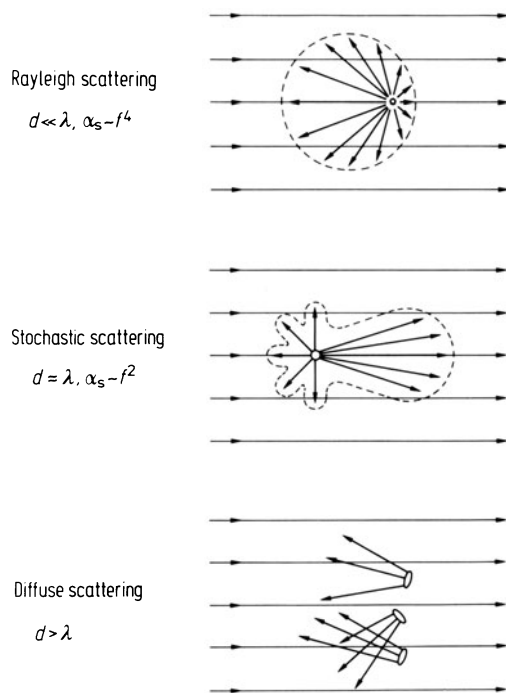 Rayleigh scattering
d≪λ, αs~f⁴
Stochastic scattering
d≈λ, αs~f²
Diffuse scattering
d>λ